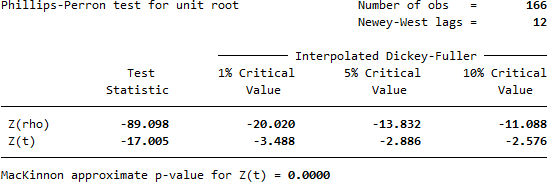 Phillips-Perron test for unit root Number of obs = 166
Newey-West lags = 12
Interpolated Dickey-Fuller
Test 1% Critical 5% Critical 10% Critical
Statistic Value Value Value
Z(rho) -89.098 -20.020 -13.832 -11.088
Z(t) -17.005 -3.488 -2.886 -2.576
MacKinnon approximate p-value for Z(t) = 0.0000